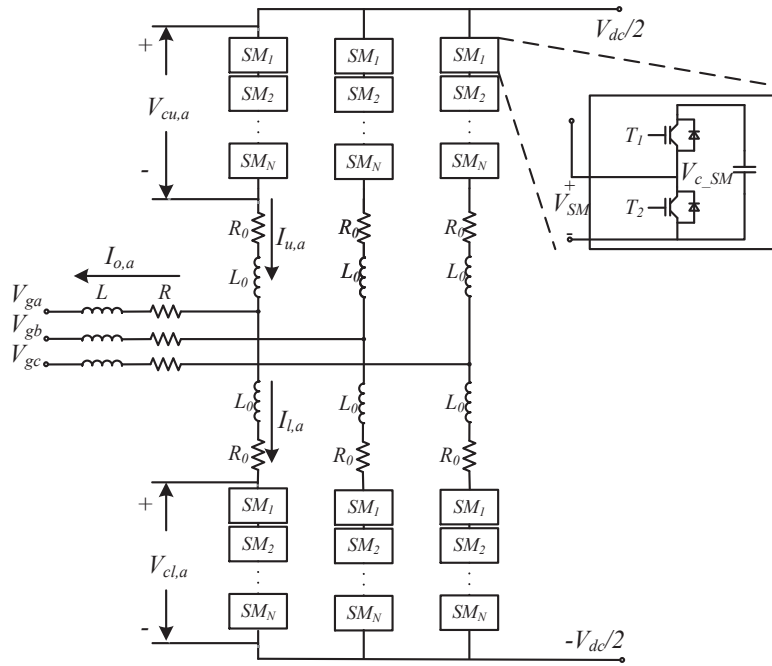 V_dc/2
+
V_cu,a
-
SM_1 SM_1 SM_1
SM_2 SM_2 SM_2
SM_N SM_N SM_N
T_1
V_c_SM
+
V_SM
T_2
-
R_0 R_0 R_0
I_u,a
L_0 L_0 L_0
I_o,a
V_ga L R
V_gb
V_gc
L_0 L_0 L_0
I_l,a
R_0 R_0 R_0
+
V_cl,a
-
SM_1 SM_1 SM_1
SM_2 SM_2 SM_2
SM_N SM_N SM_N
-V_dc/2